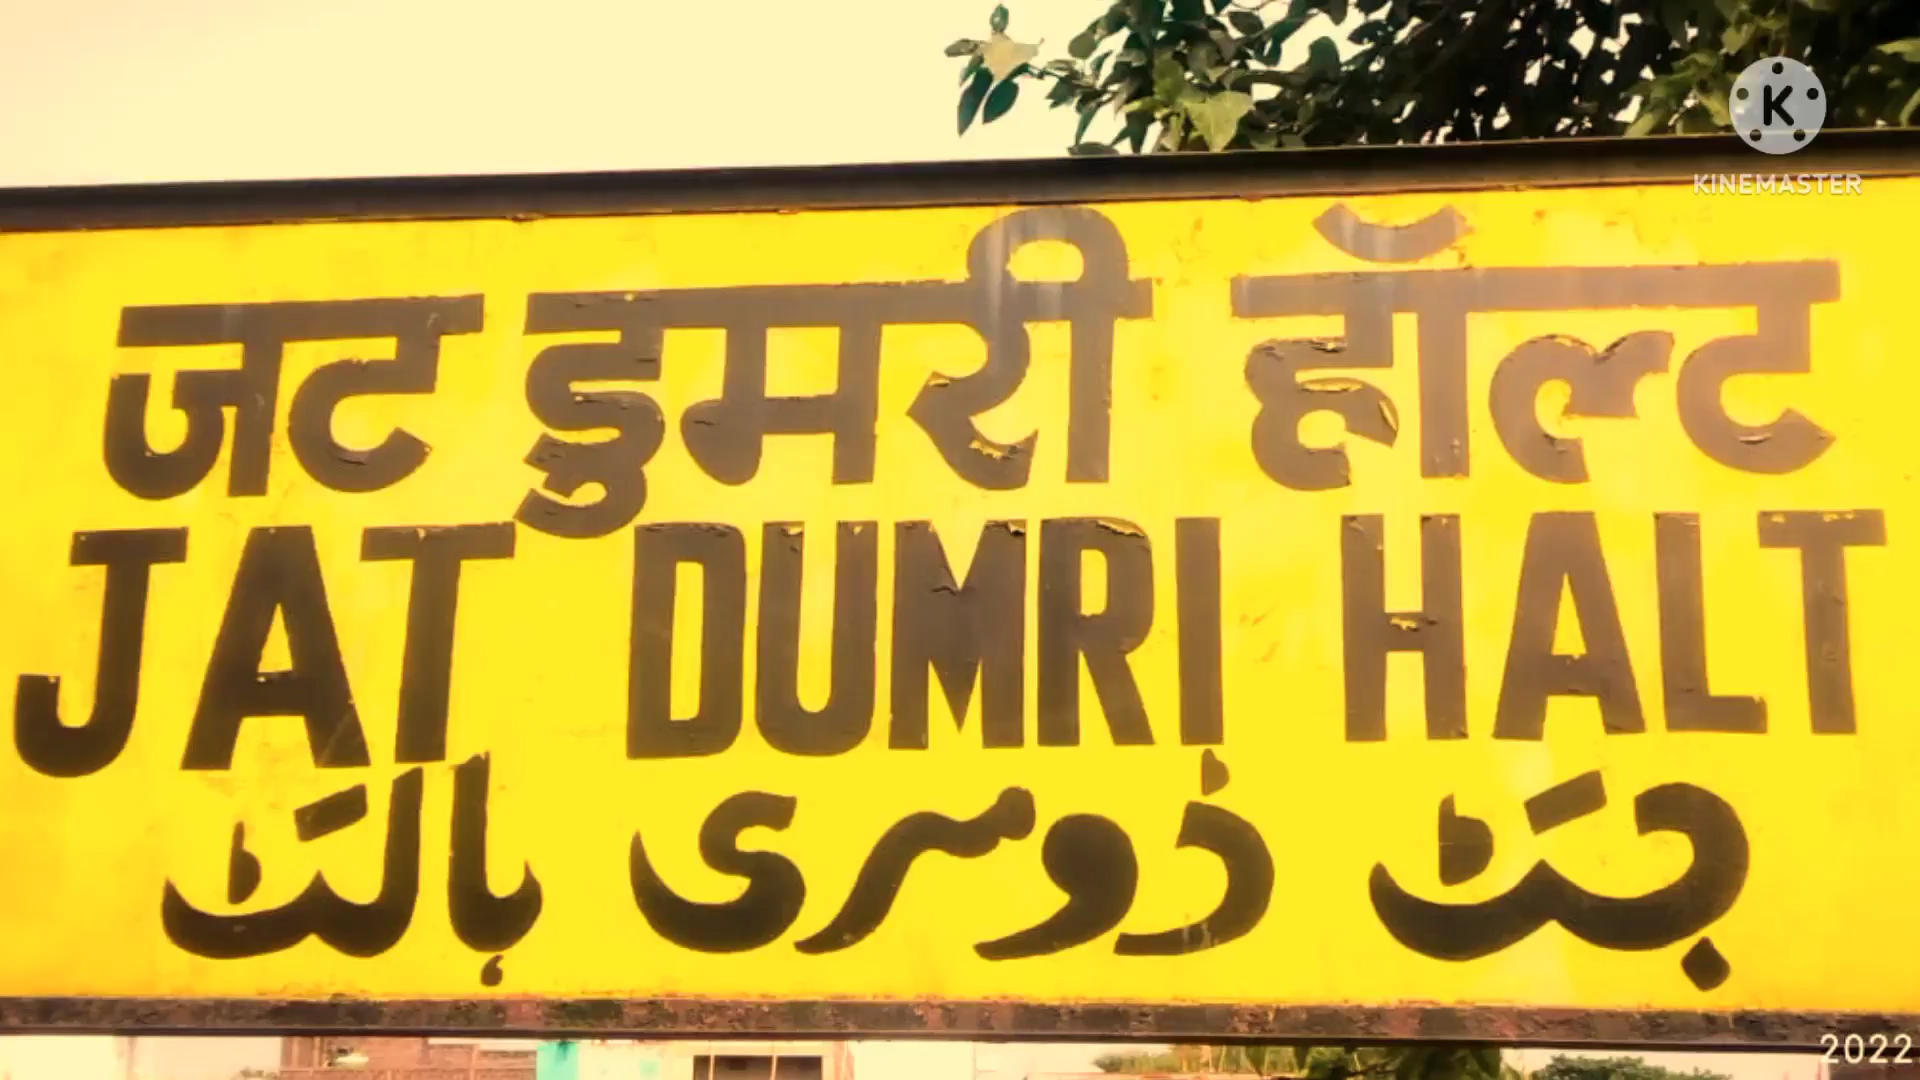 K
KINEMASTER
जट डुमरी हॉल्ट
JAT DUMRI HALT
جٹ ڈومری ہالٹ
2022